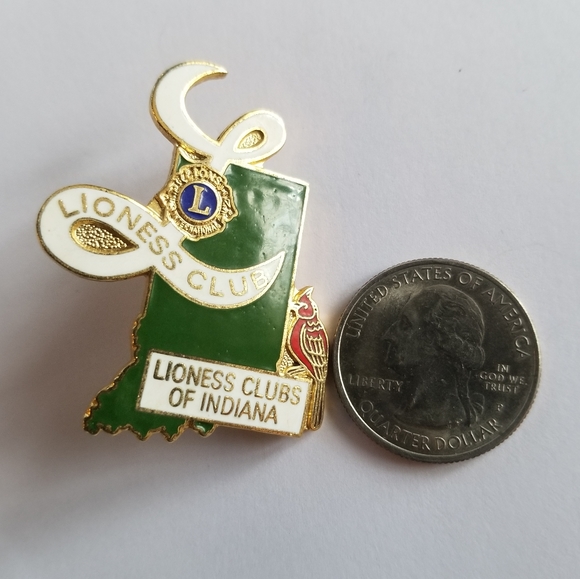 LIONS
L
INTERNATIONAL
LIONESS CLUB
LIONESS CLUBS
OF INDIANA
UNITED STATES OF AMERICA
LIBERTY
IN
GOD WE
TRUST
P
QUARTER DOLLAR